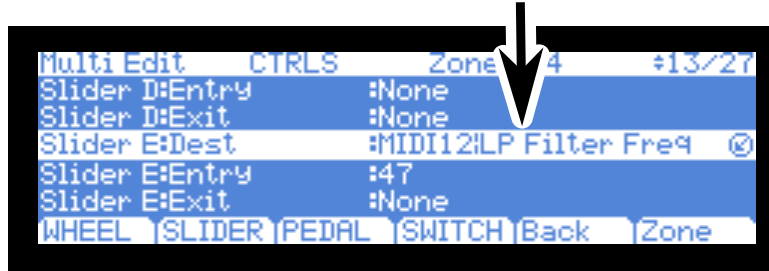 Multi Edit CTRLS Zone 4 ÷13/27
Slider D:Entry :None
Slider D:Exit :None
Slider E:Dest :MIDI12|LP Filter Freq
Slider E:Entry :47
Slider E:Exit :None
WHEEL SLIDER PEDAL SWITCH Back Zone